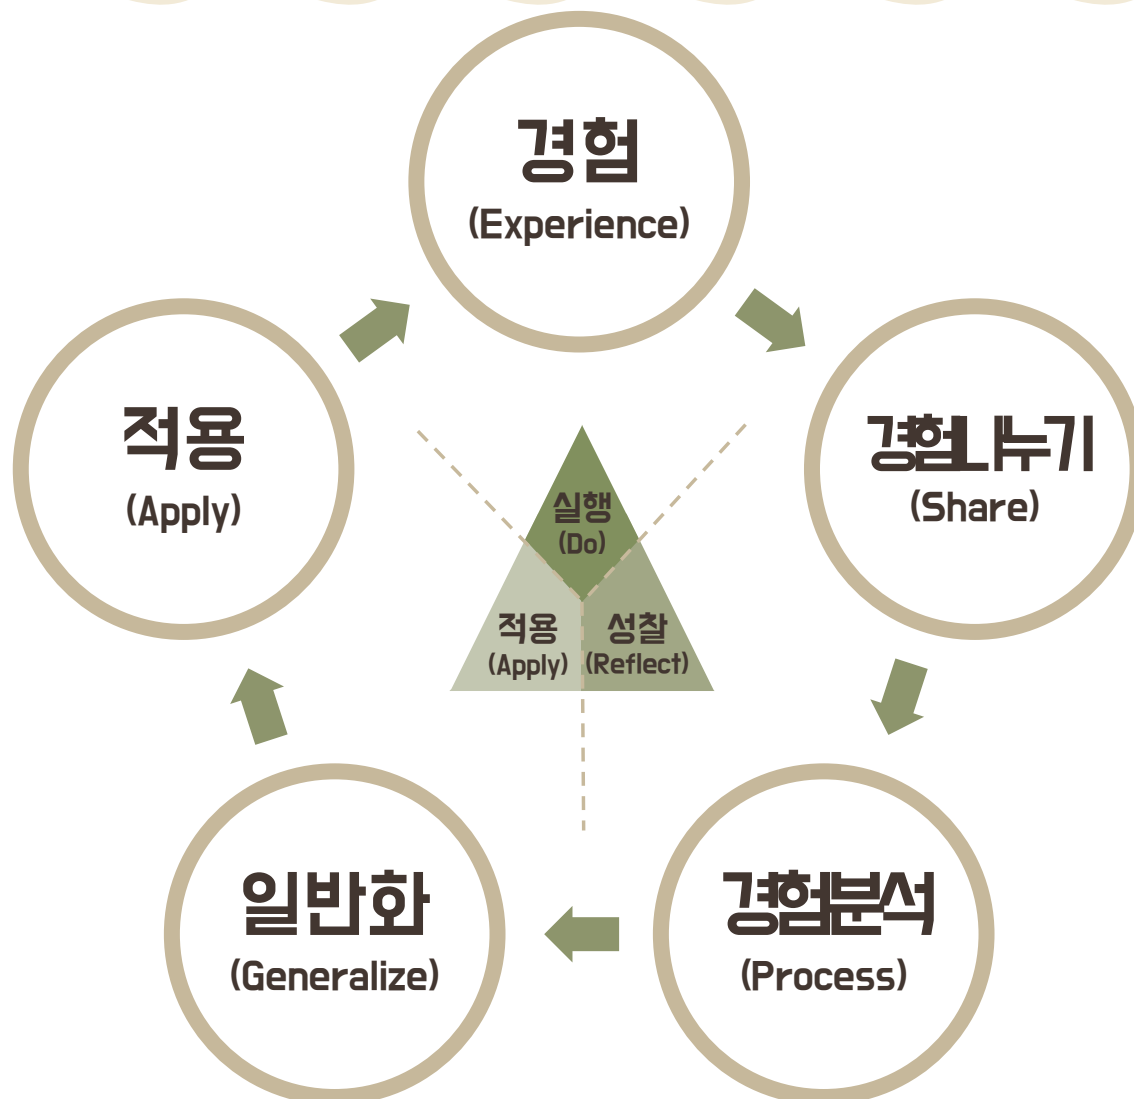 경험
(Experience)
적용
(Apply)
경험나누기
(Share)
실행
(Do)
적용
(Apply)
성찰
(Reflect)
일반화
(Generalize)
경험분석
(Process)